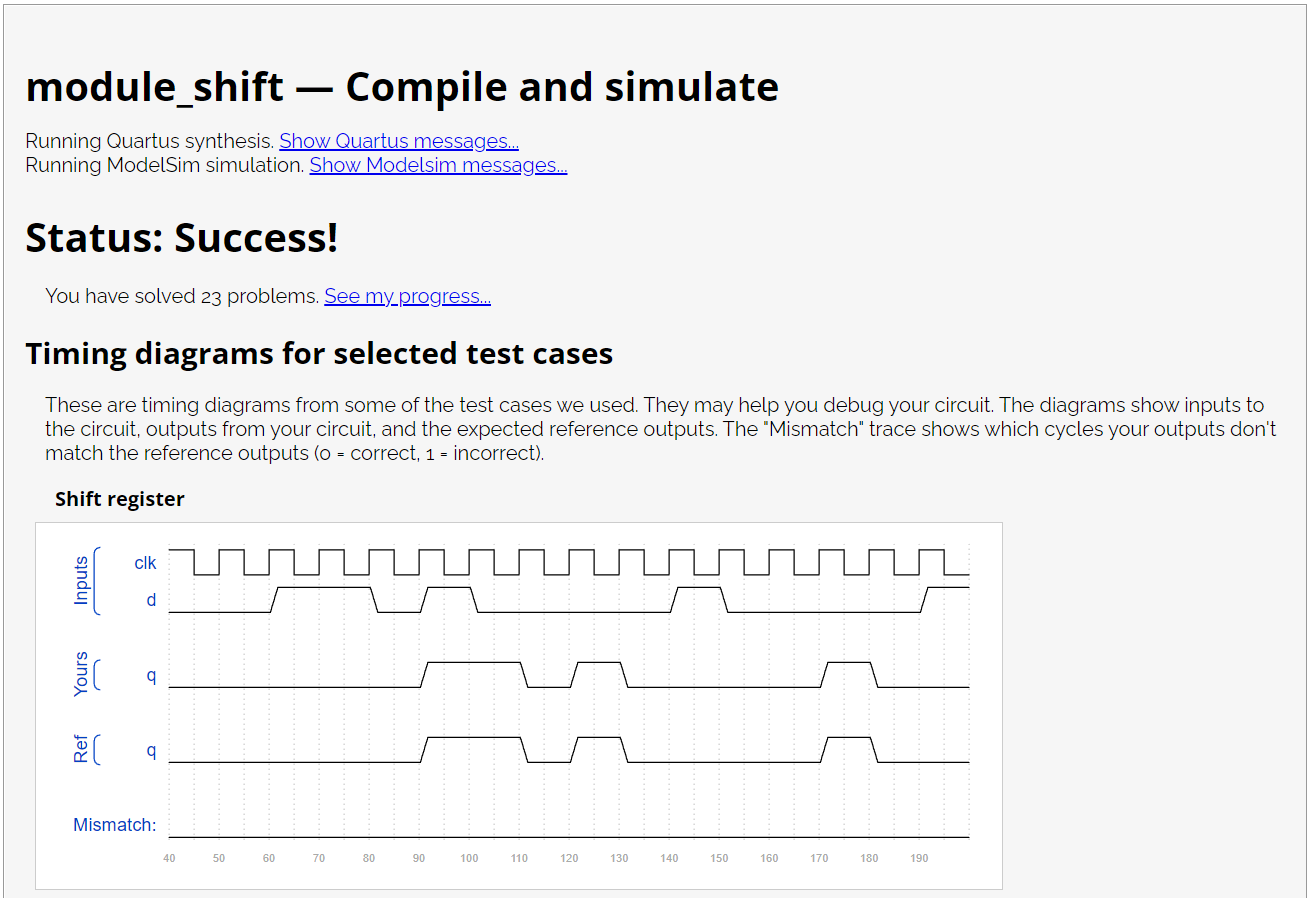 module_shift — Compile and simulate
Running Quartus synthesis. Show Quartus messages...
Running ModelSim simulation. Show Modelsim messages...
Status: Success!
You have solved 23 problems. See my progress...
Timing diagrams for selected test cases
These are timing diagrams from some of the test cases we used. They may help you debug your circuit. The diagrams show inputs to
the circuit, outputs from your circuit, and the expected reference outputs. The "Mismatch" trace shows which cycles your outputs don't
match the reference outputs (0 = correct, 1 = incorrect).
Shift register
Inputs
clk
d
Yours
q
Ref
q
Mismatch:
40 50 60 70 80 90 100 110 120 130 140 150 160 170 180 190